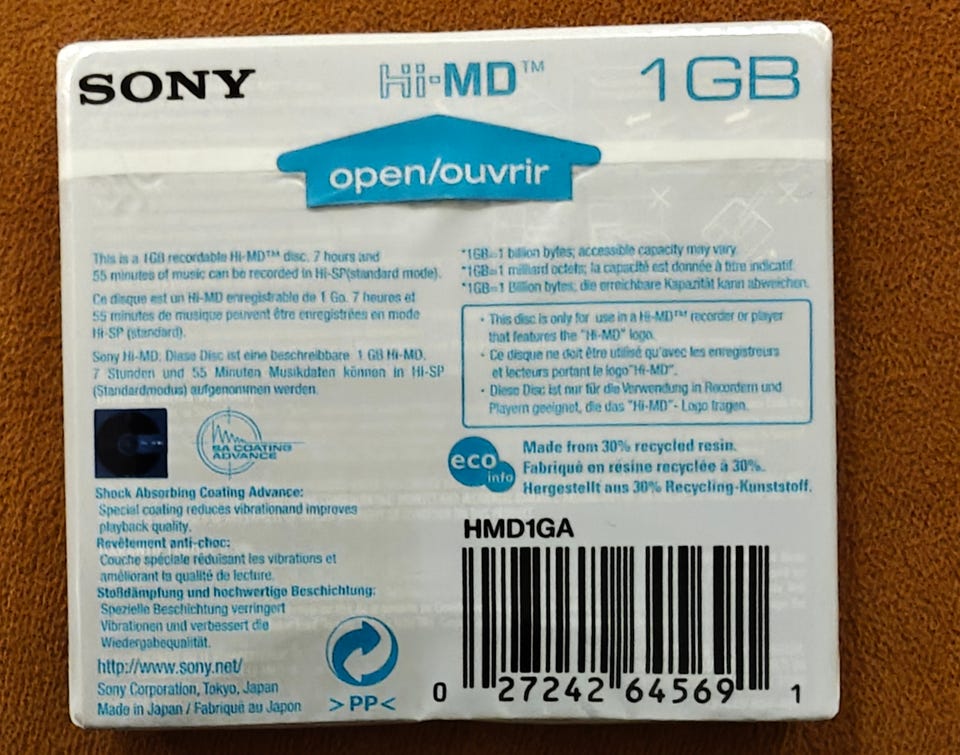 SONY
Hi-MD™
1GB
open/ouvrir
This is a 1GB recordable Hi-MD™ disc. 7 hours and
55 minutes of music can be recorded in Hi-SP(standard mode).
Ce disque est un Hi-MD enregistrable de 1 Go. 7 heures et
55 minutes de musique peuvent être enregistrées en mode
Hi-SP (standard).
Sony Hi-MD. Diese Disc ist eine beschreibbare 1 GB Hi-MD.
7 Stunden und 55 Minuten Musikdaten können in Hi-SP
(Standardmodus) aufgenommen werden.
SA COATING
ADVANCE
Shock Absorbing Coating Advance:
Special coating reduces vibrationand improves
playback quality.
Revêtement anti-choc:
Couche spéciale réduisant les vibrations et
améliorant la qualité de lecture.
Stoßdämpfung und hochwertige Beschichtung:
Spezielle Beschichtung verringert
Vibrationen und verbessert die
Wiedergabequalität.
http://www.sony.net/
Sony Corporation, Tokyo, Japan
Made in Japan / Fabriqué au Japon
>PP<
*1GB=1 billion bytes; accessible capacity may vary.
*1GB=1 milliard octets; la capacité est donnée à titre indicatif.
*1GB=1 Billion bytes; die erreichbare Kapazität kann abweichen.
• This disc is only for use in a Hi-MD™ recorder or player
that features the "Hi-MD" logo.
• Ce disque ne doit être utilisé qu'avec les enregistreurs
et lecteurs portant le logo"Hi-MD".
• Diese Disc ist nur für die Verwendung in Recordern und
Playern geeignet, die das "Hi-MD"- Logo tragen.
eco
info
Made from 30% recycled resin.
Fabriqué en résine recyclée à 30%.
Hergestellt aus 30% Recycling-Kunststoff.
HMD1GA
0 27242 64569 1